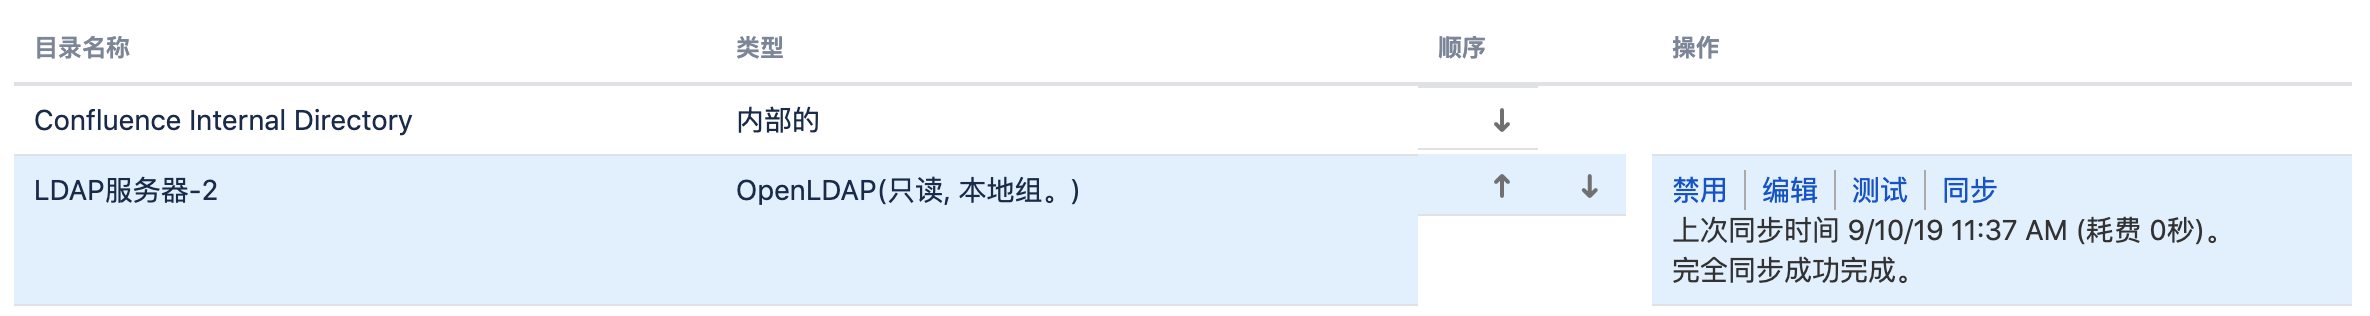 目录名称 类型 顺序 操作
Confluence Internal Directory 内部的 ↓
LDAP服务器-2 OpenLDAP(只读, 本地组。) ↑ ↓ 禁用 编辑 测试 同步
上次同步时间 9/10/19 11:37 AM (耗费 0秒)。
完全同步成功完成。